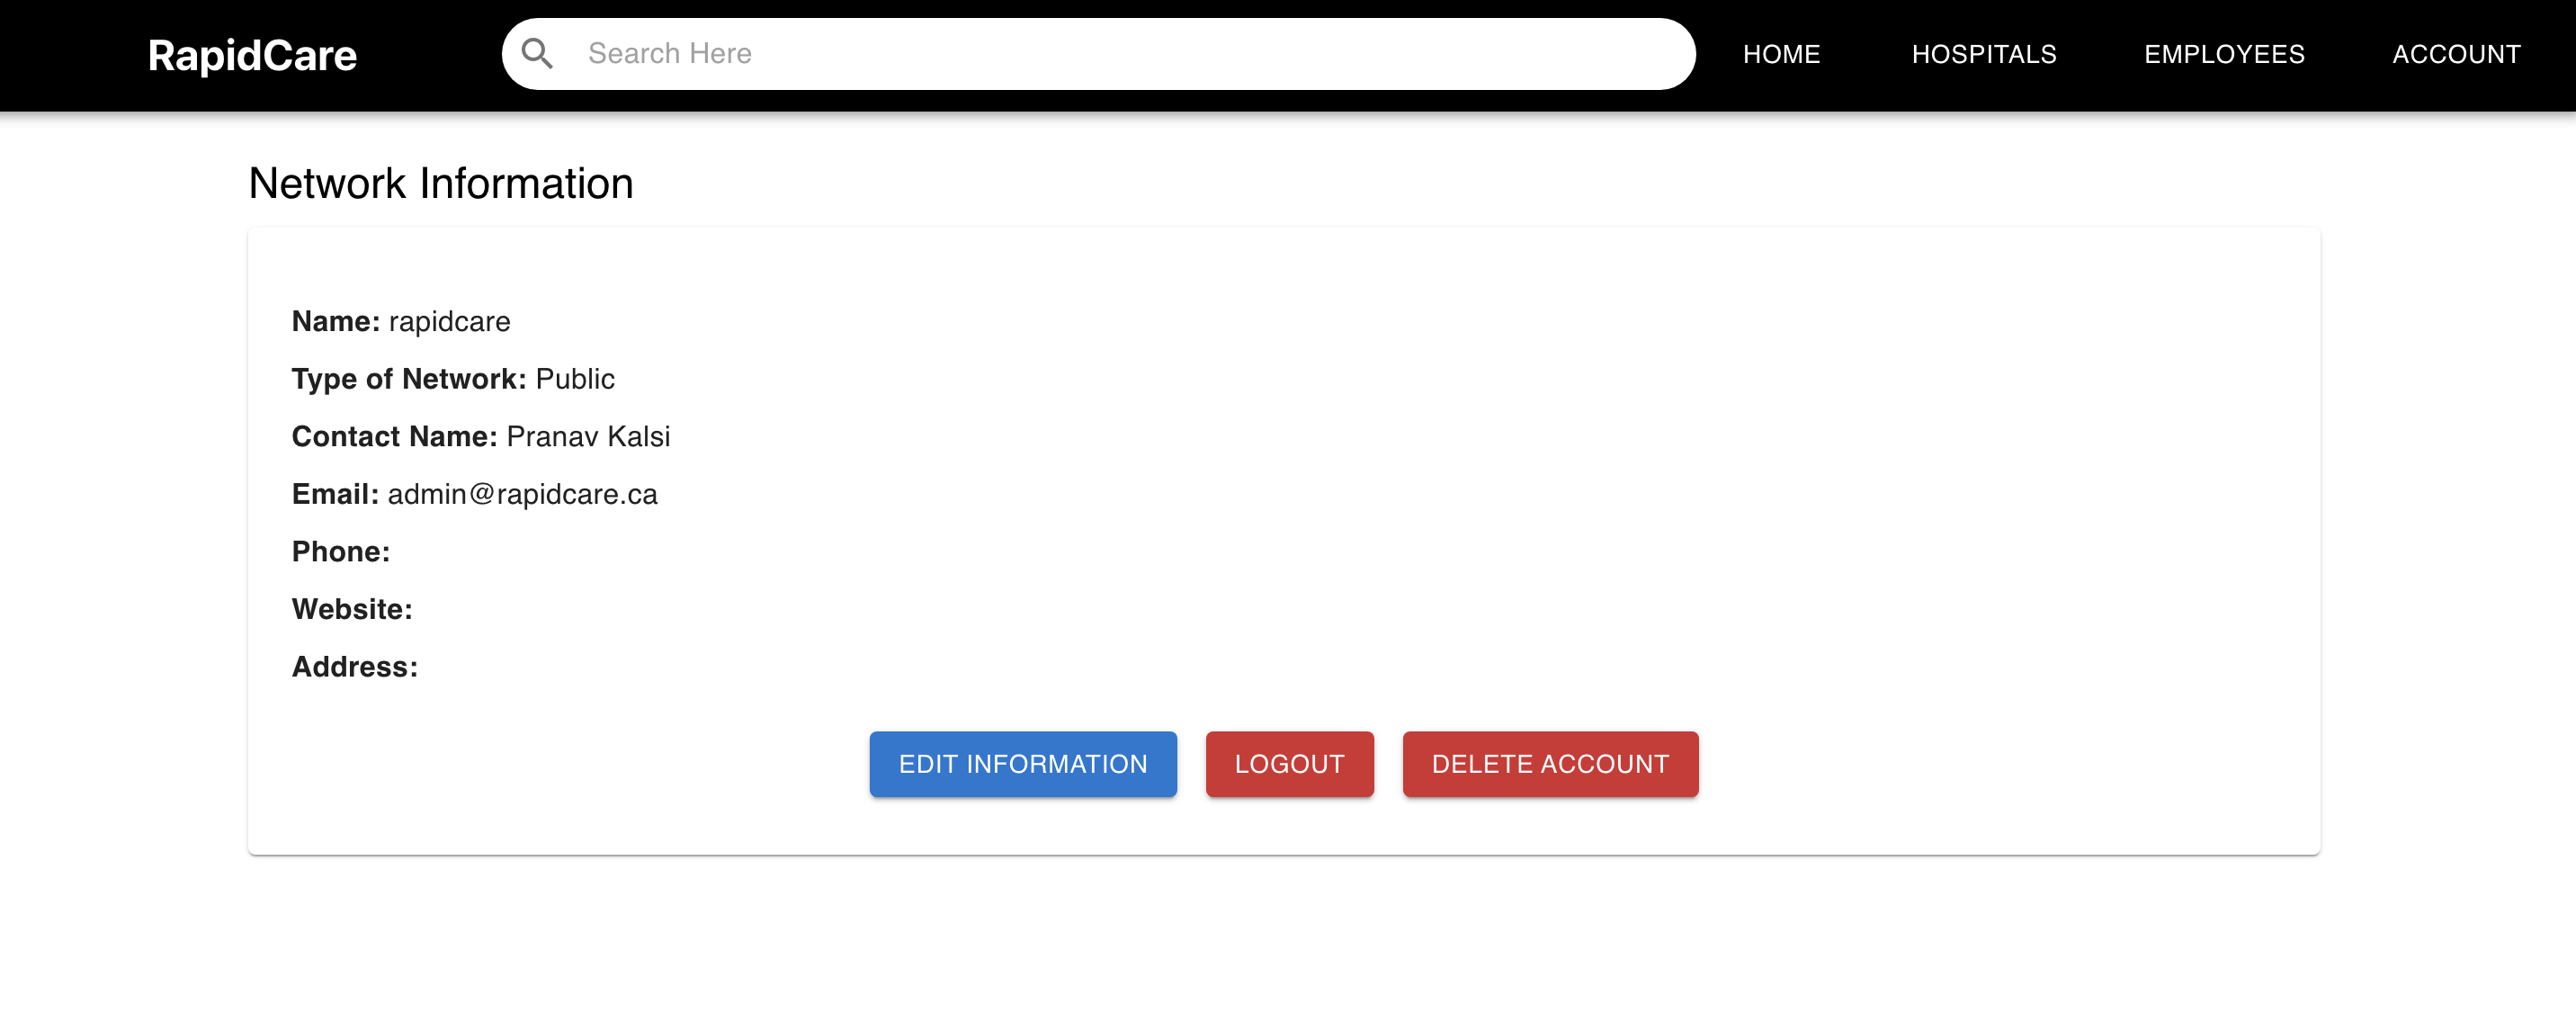 RapidCare
Search Here
HOME
HOSPITALS
EMPLOYEES
ACCOUNT
Network Information
Name: rapidcare
Type of Network: Public
Contact Name: Pranav Kalsi
Email: admin@rapidcare.ca
Phone:
Website:
Address:
EDIT INFORMATION
LOGOUT
DELETE ACCOUNT